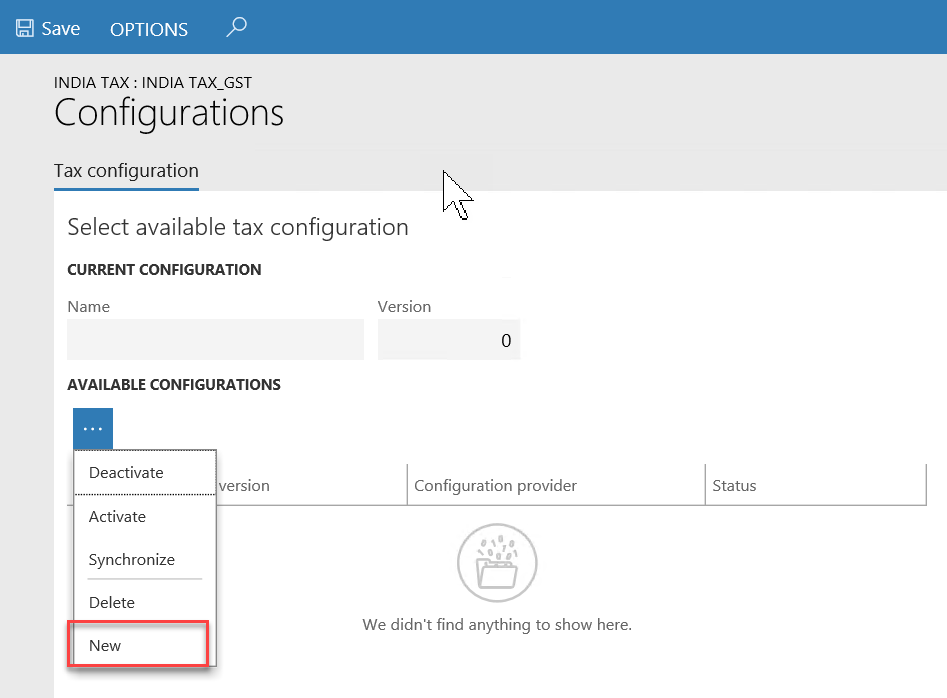 Save OPTIONS
INDIA TAX : INDIA TAX_GST
Configurations
Tax configuration
Select available tax configuration
CURRENT CONFIGURATION
Name Version
0
AVAILABLE CONFIGURATIONS
...
Deactivate
version Configuration provider Status
Activate
Synchronize
Delete
We didn't find anything to show here.
New